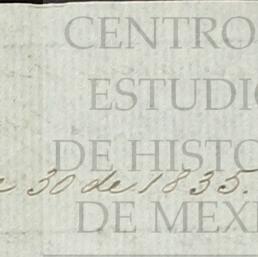 CENTRO
ESTUDIO
DE HISTO
e 30 de 1835.
DE MEX